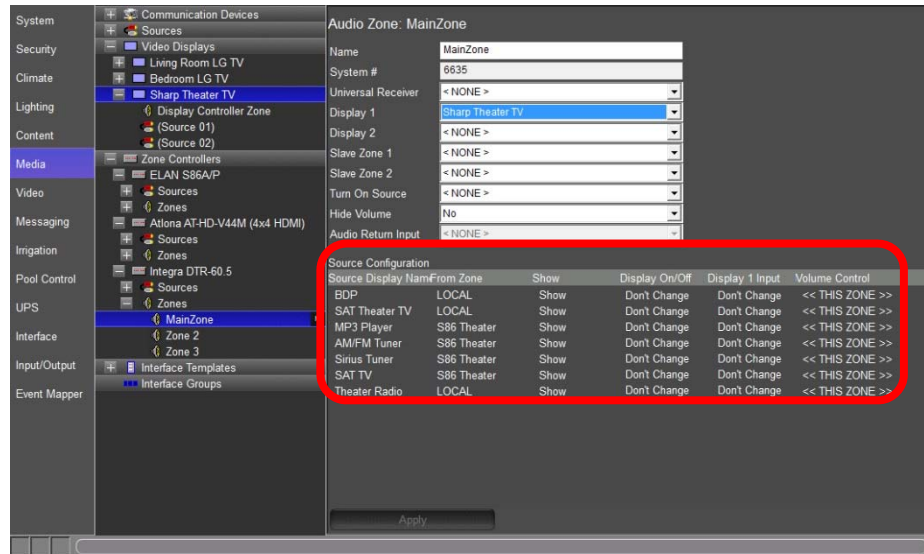 System
Security
Climate
Lighting
Content
Media
Video
Messaging
Irrigation
Pool Control
UPS
Interface
Input/Output
Event Mapper
Communication Devices
Sources
Video Displays
Living Room LG TV
Bedroom LG TV
Sharp Theater TV
Display Controller Zone
(Source 01)
(Source 02)
Zone Controllers
ELAN S86A/P
Sources
Zones
Atlona AT-HD-V44M (4x4 HDMI)
Sources
Zones
Integra DTR-60.5
Sources
Zones
MainZone
Zone 2
Zone 3
Interface Templates
Interface Groups
Audio Zone: MainZone
Name MainZone
System # 6635
Universal Receiver < NONE >
Display 1 Sharp Theater TV
Display 2 < NONE >
Slave Zone 1 < NONE >
Slave Zone 2 < NONE >
Turn On Source < NONE >
Hide Volume No
Audio Return Input < NONE >
Source Configuration
Source Display Nam From Zone Show Display On/Off Display 1 Input Volume Control
BDP LOCAL Show Don't Change Don't Change << THIS ZONE >>
SAT Theater TV LOCAL Show Don't Change Don't Change << THIS ZONE >>
MP3 Player S86 Theater Show Don't Change Don't Change << THIS ZONE >>
AM/FM Tuner S86 Theater Show Don't Change Don't Change << THIS ZONE >>
Sirius Tuner S86 Theater Show Don't Change Don't Change << THIS ZONE >>
SAT TV S86 Theater Show Don't Change Don't Change << THIS ZONE >>
Theater Radio LOCAL Show Don't Change Don't Change << THIS ZONE >>
Apply